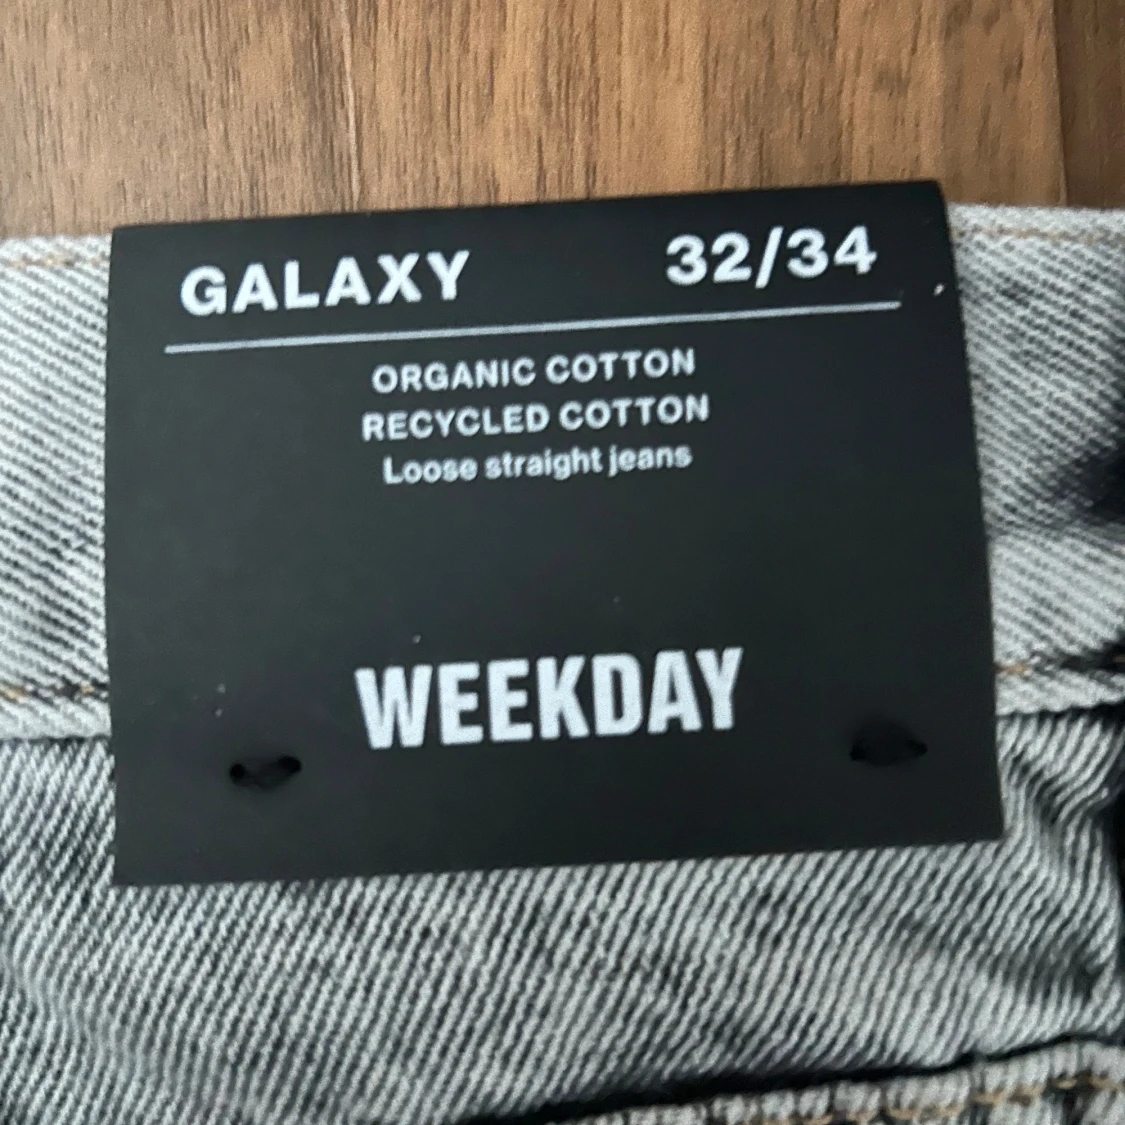 GALAXY 32/34
ORGANIC COTTON
RECYCLED COTTON
Loose straight jeans
WEEKDAY